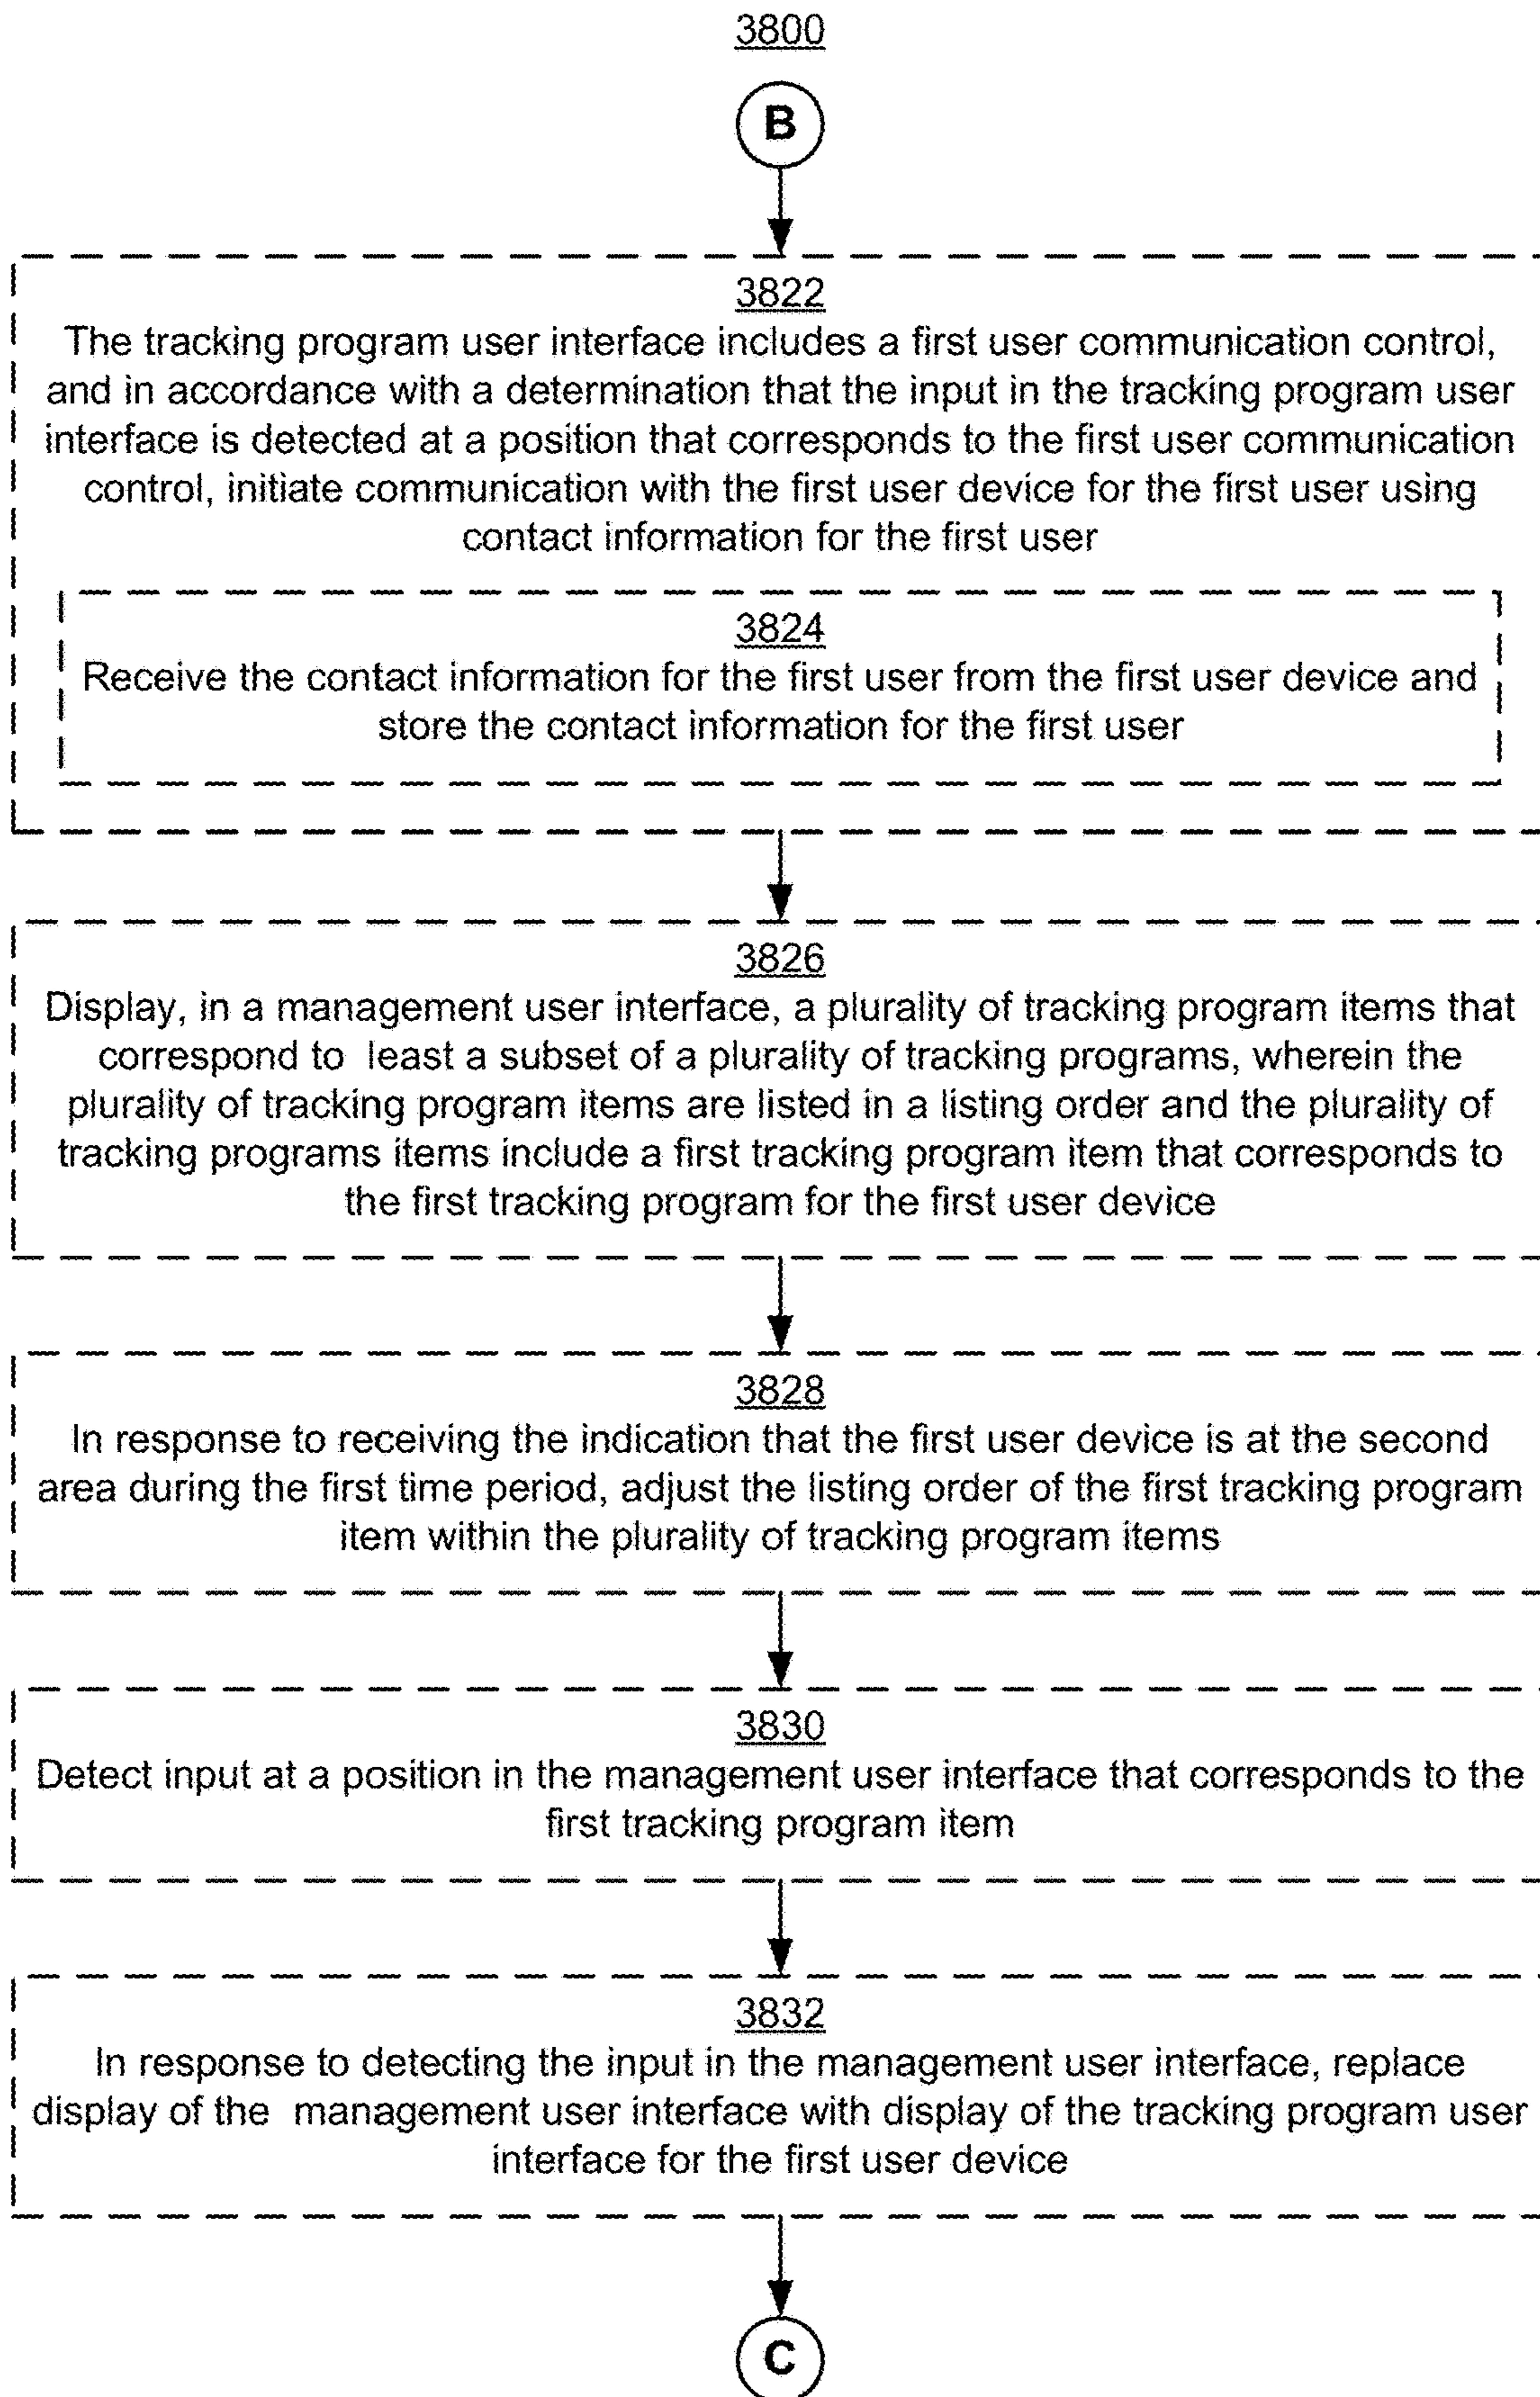 3800
B
3822
The tracking program user interface includes a first user communication control,
and in accordance with a determination that the input in the tracking program user
interface is detected at a position that corresponds to the first user communication
control, initiate communication with the first user device for the first user using
contact information for the first user
3824
Receive the contact information for the first user from the first user device and
store the contact information for the first user
3826
Display, in a management user interface, a plurality of tracking program items that
correspond to least a subset of a plurality of tracking programs, wherein the
plurality of tracking program items are listed in a listing order and the plurality of
tracking programs items include a first tracking program item that corresponds to
the first tracking program for the first user device
3828
In response to receiving the indication that the first user device is at the second
area during the first time period, adjust the listing order of the first tracking program
item within the plurality of tracking program items
3830
Detect input at a position in the management user interface that corresponds to the
first tracking program item
3832
In response to detecting the input in the management user interface, replace
display of the management user interface with display of the tracking program user
interface for the first user device
C